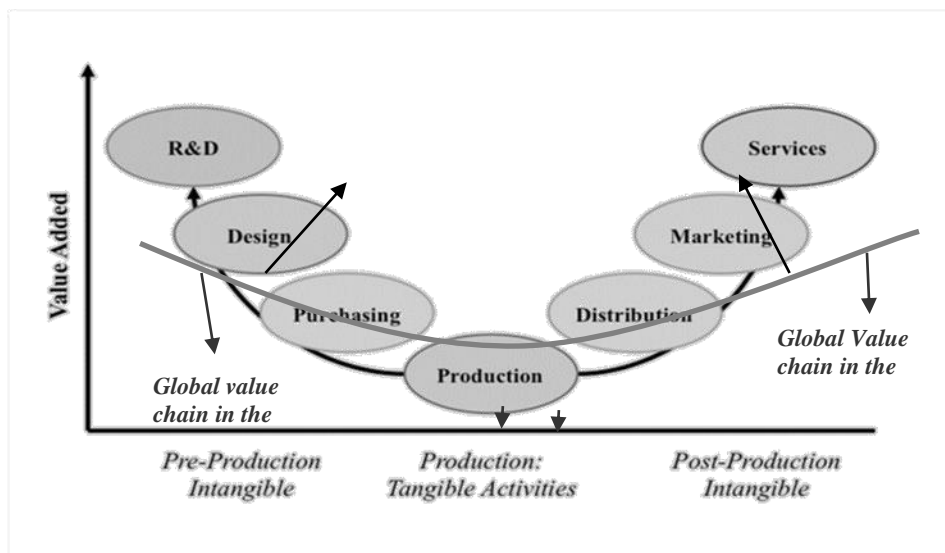 R&D
Services
Design
Marketing
Purchasing
Distribution
Production
Value Added
Global value
chain in the
Global Value
chain in the
Pre-Production
Intangible
Production:
Tangible Activities
Post-Production
Intangible